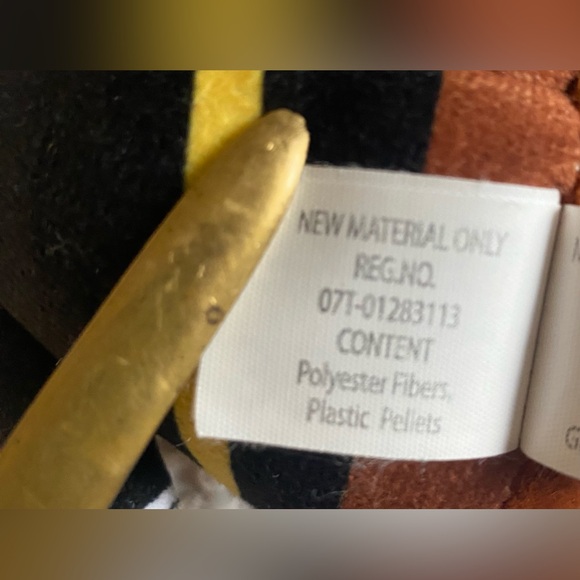 NEW MATERIAL ONLY
REG.NO.
07T-01283113
CONTENT
Polyester Fibers,
Plastic Pellets